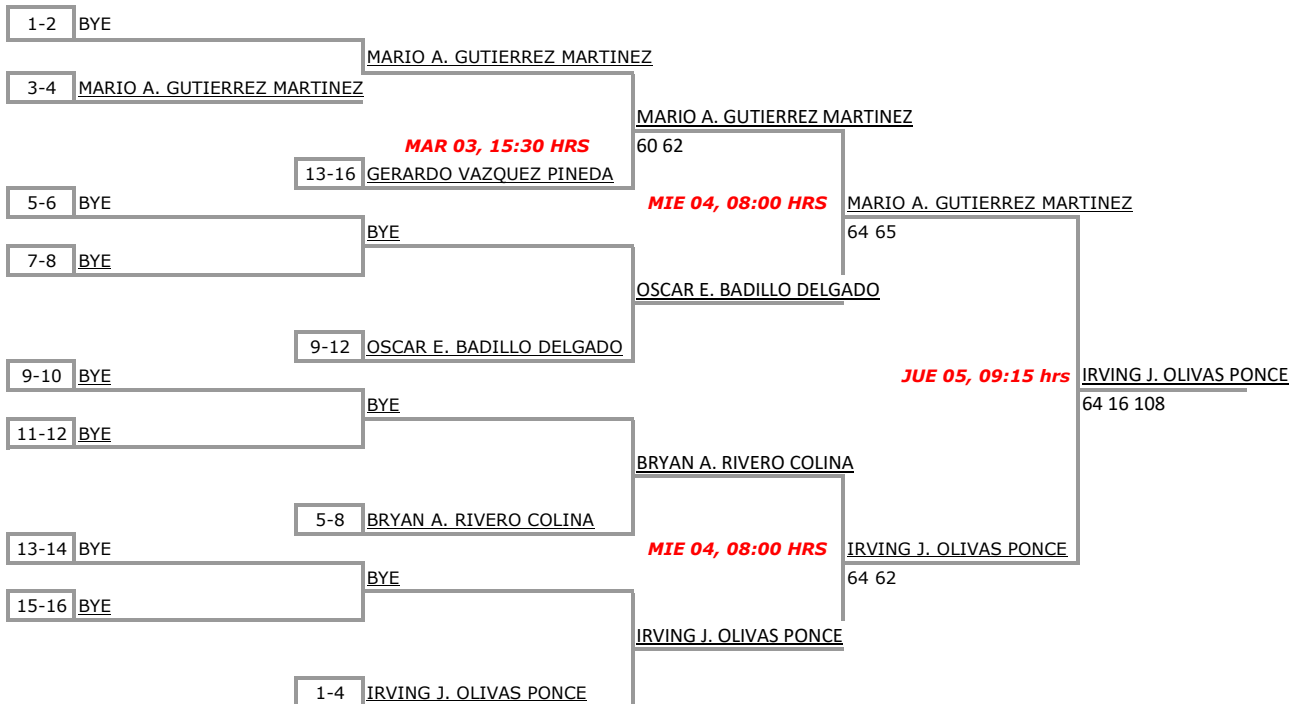 1-2 BYE
MARIO A. GUTIERREZ MARTINEZ
3-4 MARIO A. GUTIERREZ MARTINEZ
MARIO A. GUTIERREZ MARTINEZ
MAR 03, 15:30 HRS 60 62
13-16 GERARDO VAZQUEZ PINEDA
5-6 BYE MIE 04, 08:00 HRS MARIO A. GUTIERREZ MARTINEZ
BYE 64 65
7-8 BYE
OSCAR E. BADILLO DELGADO
9-12 OSCAR E. BADILLO DELGADO
9-10 BYE JUE 05, 09:15 hrs IRVING J. OLIVAS PONCE
BYE 64 16 108
11-12 BYE
BRYAN A. RIVERO COLINA
5-8 BRYAN A. RIVERO COLINA
13-14 BYE MIE 04, 08:00 HRS IRVING J. OLIVAS PONCE
BYE 64 62
15-16 BYE
IRVING J. OLIVAS PONCE
1-4 IRVING J. OLIVAS PONCE